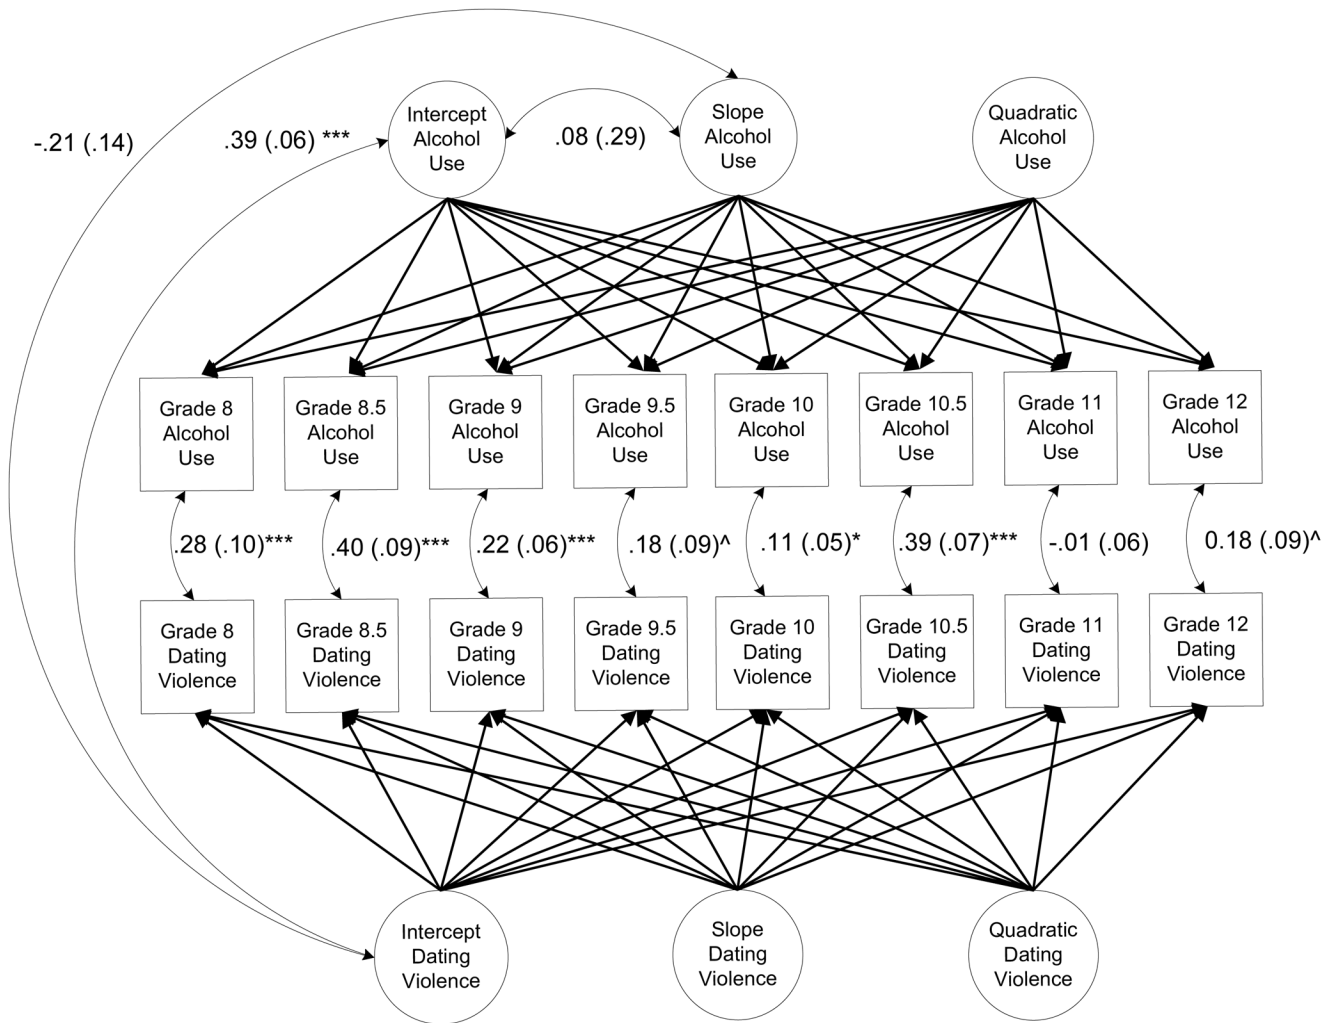 Intercept
Alcohol
Use
Slope
Alcohol
Use
Quadratic
Alcohol
Use
-.21 (.14)
.39 (.06) ***
.08 (.29)
Grade 8
Alcohol
Use
Grade 8.5
Alcohol
Use
Grade 9
Alcohol
Use
Grade 9.5
Alcohol
Use
Grade 10
Alcohol
Use
Grade 10.5
Alcohol
Use
Grade 11
Alcohol
Use
Grade 12
Alcohol
Use
.28 (.10)***
.40 (.09)***
.22 (.06)***
.18 (.09)^
.11 (.05)*
.39 (.07)***
-.01 (.06)
0.18 (.09)^
Grade 8
Dating
Violence
Grade 8.5
Dating
Violence
Grade 9
Dating
Violence
Grade 9.5
Dating
Violence
Grade 10
Dating
Violence
Grade 10.5
Dating
Violence
Grade 11
Dating
Violence
Grade 12
Dating
Violence
Intercept
Dating
Violence
Slope
Dating
Violence
Quadratic
Dating
Violence